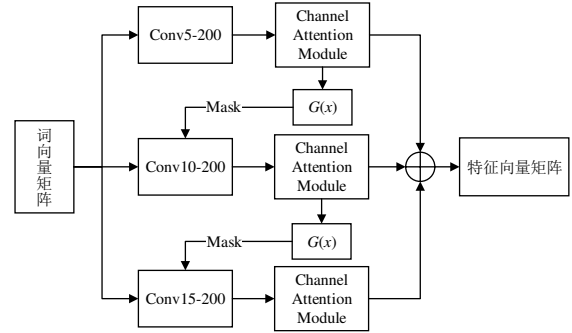 Conv5-200
Channel
Attention
Module
Mask
G(x)
词向量矩阵
Conv10-200
Channel
Attention
Module
特征向量矩阵
Mask
G(x)
Conv15-200
Channel
Attention
Module